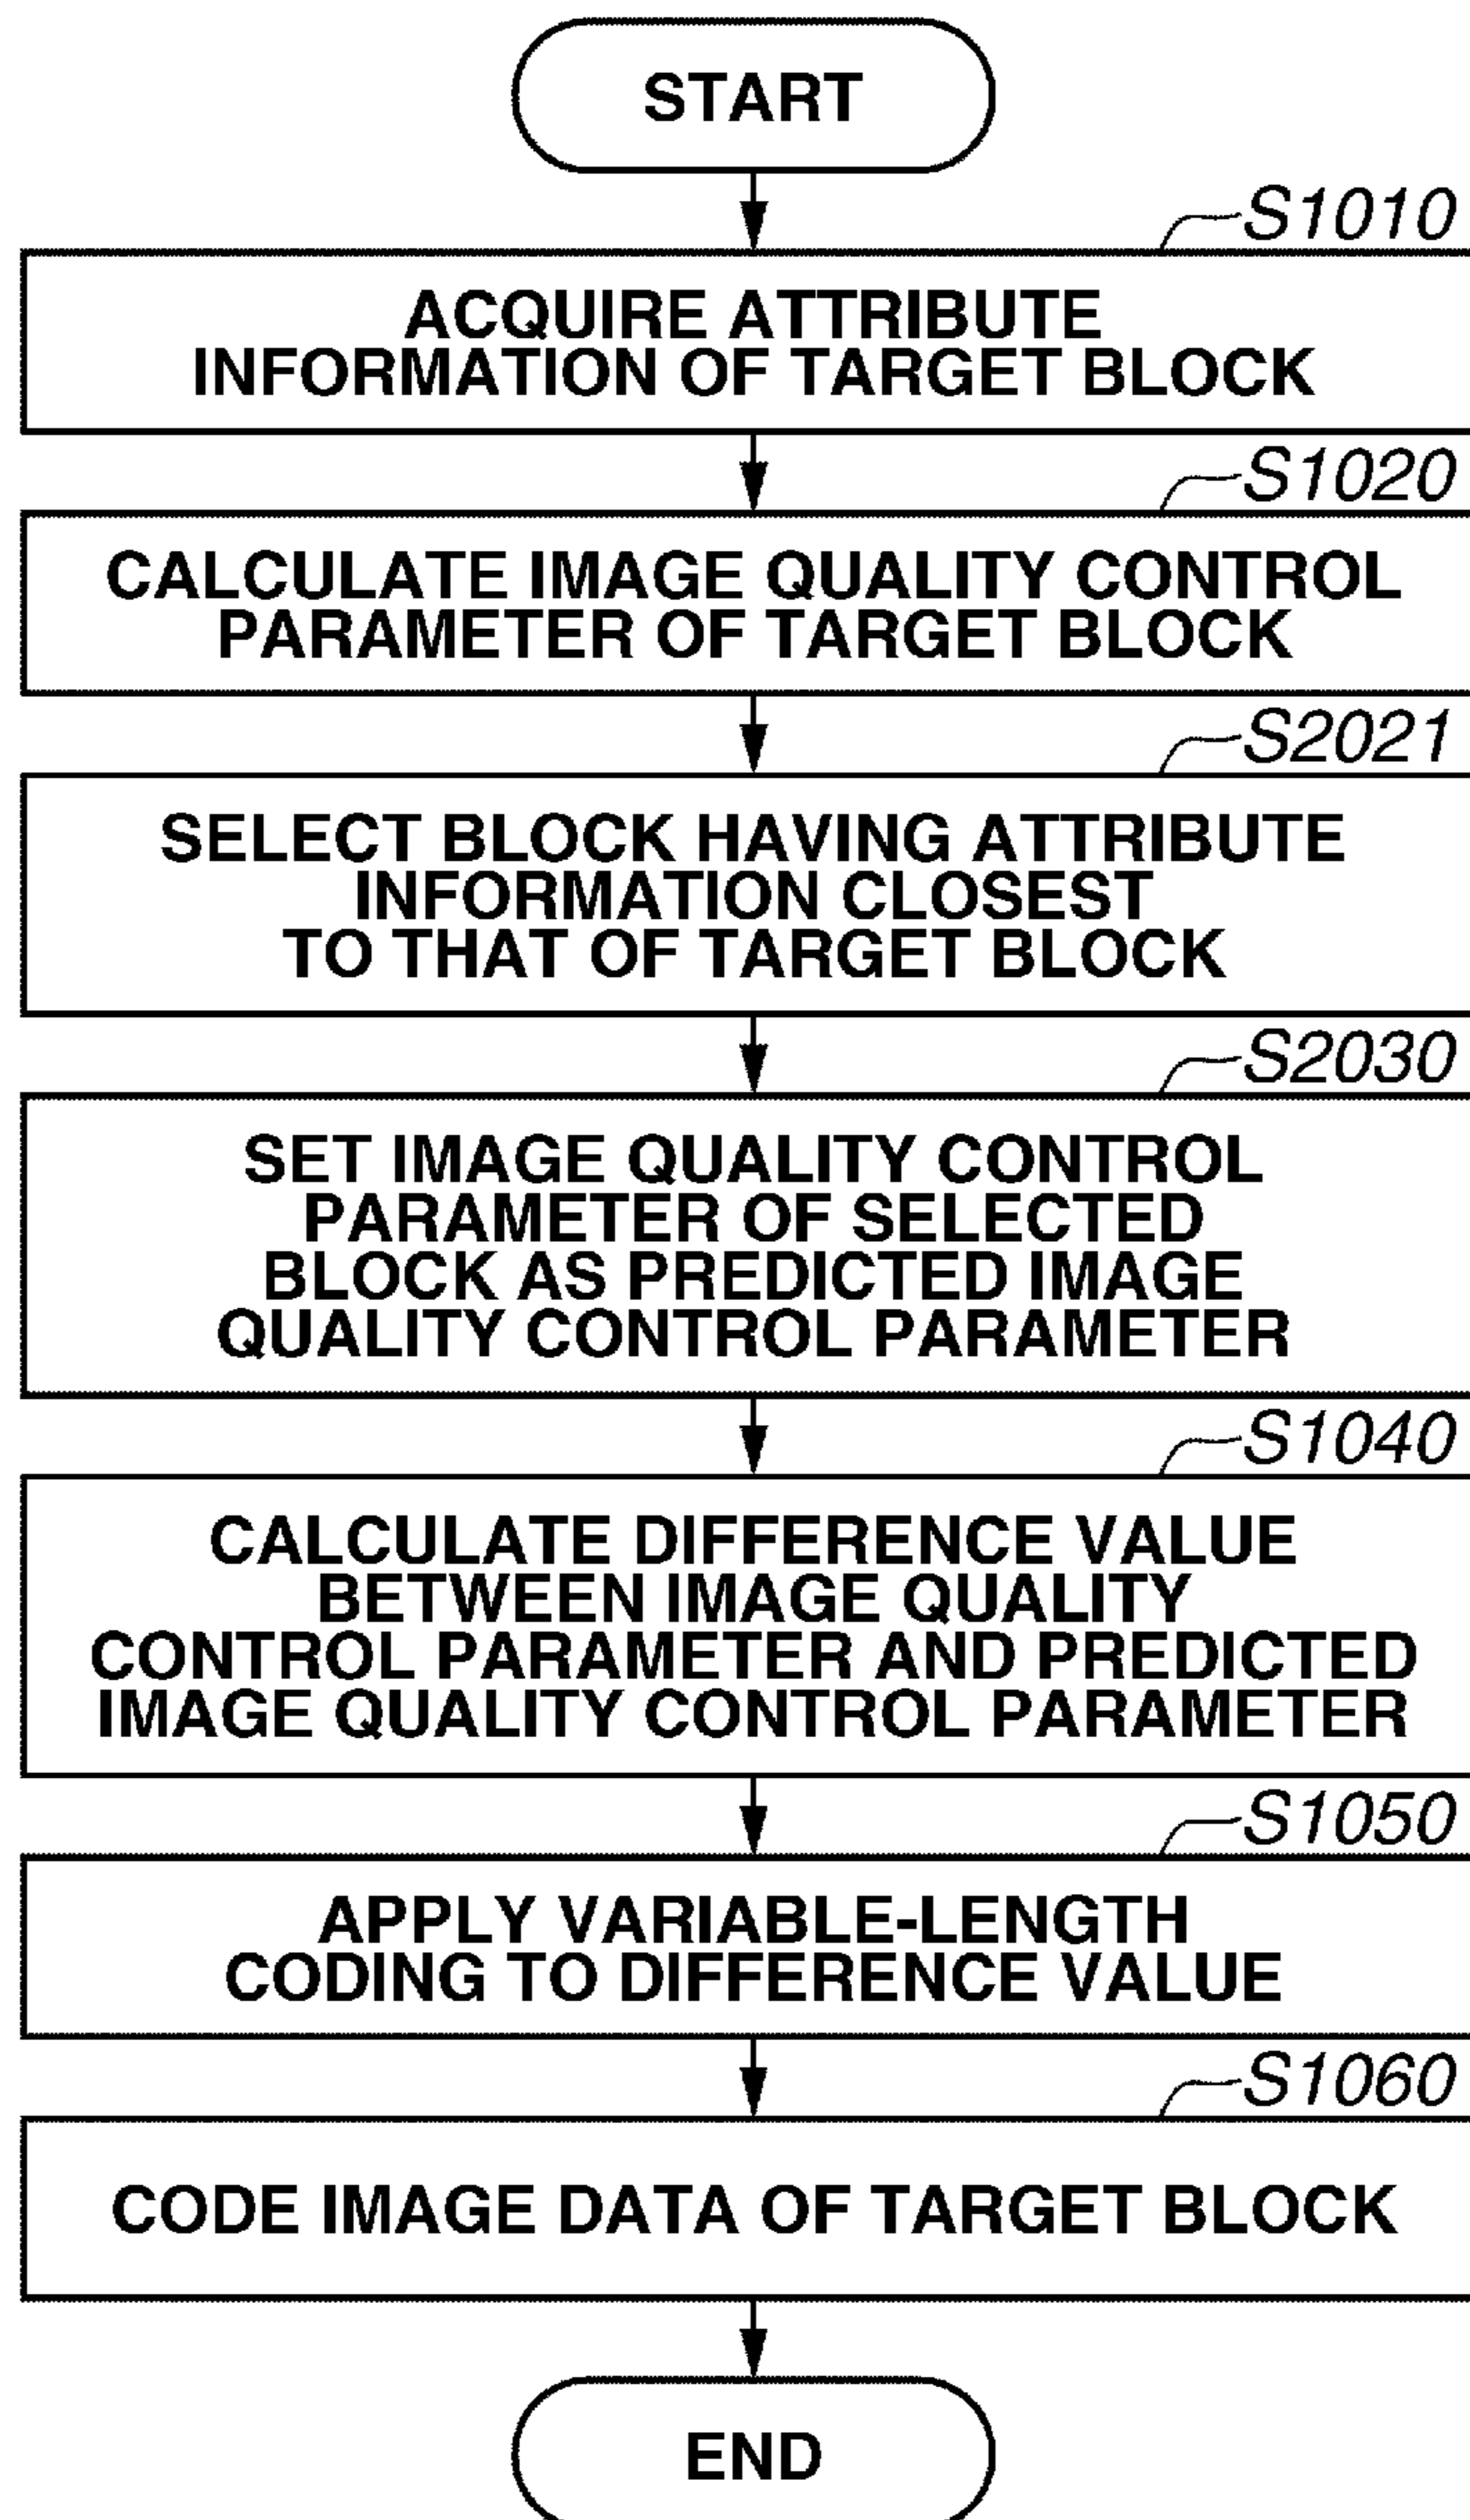 START
S1010
ACQUIRE ATTRIBUTE
INFORMATION OF TARGET BLOCK
S1020
CALCULATE IMAGE QUALITY CONTROL
PARAMETER OF TARGET BLOCK
S2021
SELECT BLOCK HAVING ATTRIBUTE
INFORMATION CLOSEST
TO THAT OF TARGET BLOCK
S2030
SET IMAGE QUALITY CONTROL
PARAMETER OF SELECTED
BLOCK AS PREDICTED IMAGE
QUALITY CONTROL PARAMETER
S1040
CALCULATE DIFFERENCE VALUE
BETWEEN IMAGE QUALITY
CONTROL PARAMETER AND PREDICTED
IMAGE QUALITY CONTROL PARAMETER
S1050
APPLY VARIABLE-LENGTH
CODING TO DIFFERENCE VALUE
S1060
CODE IMAGE DATA OF TARGET BLOCK
END